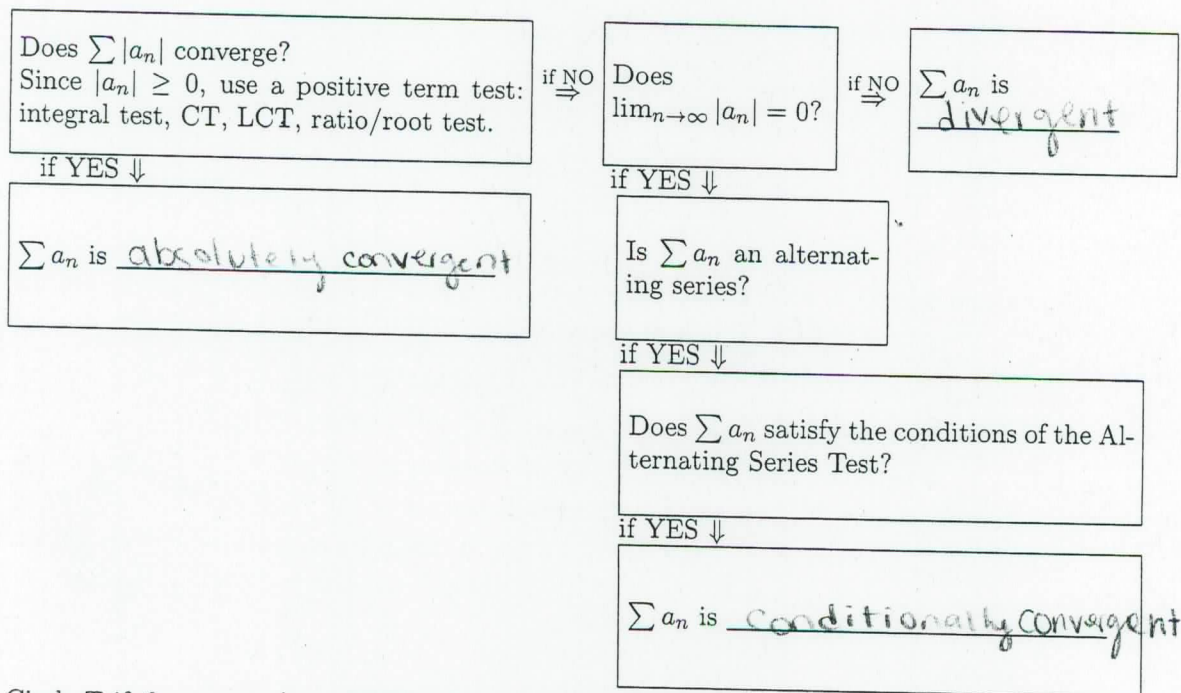 Does ∑ |aₙ| converge?
Since |aₙ| ≥ 0, use a positive term test:
integral test, CT, LCT, ratio/root test.
if NO ⇒
Does
limₙ→∞ |aₙ| = 0?
if NO ⇒
∑ aₙ is
divergent
if YES ⇓
∑ aₙ is absolutely convergent
if YES ⇓
Is ∑ aₙ an alternat-
ing series?
if YES ⇓
Does ∑ aₙ satisfy the conditions of the Al-
ternating Series Test?
if YES ⇓
∑ aₙ is conditionally convergent